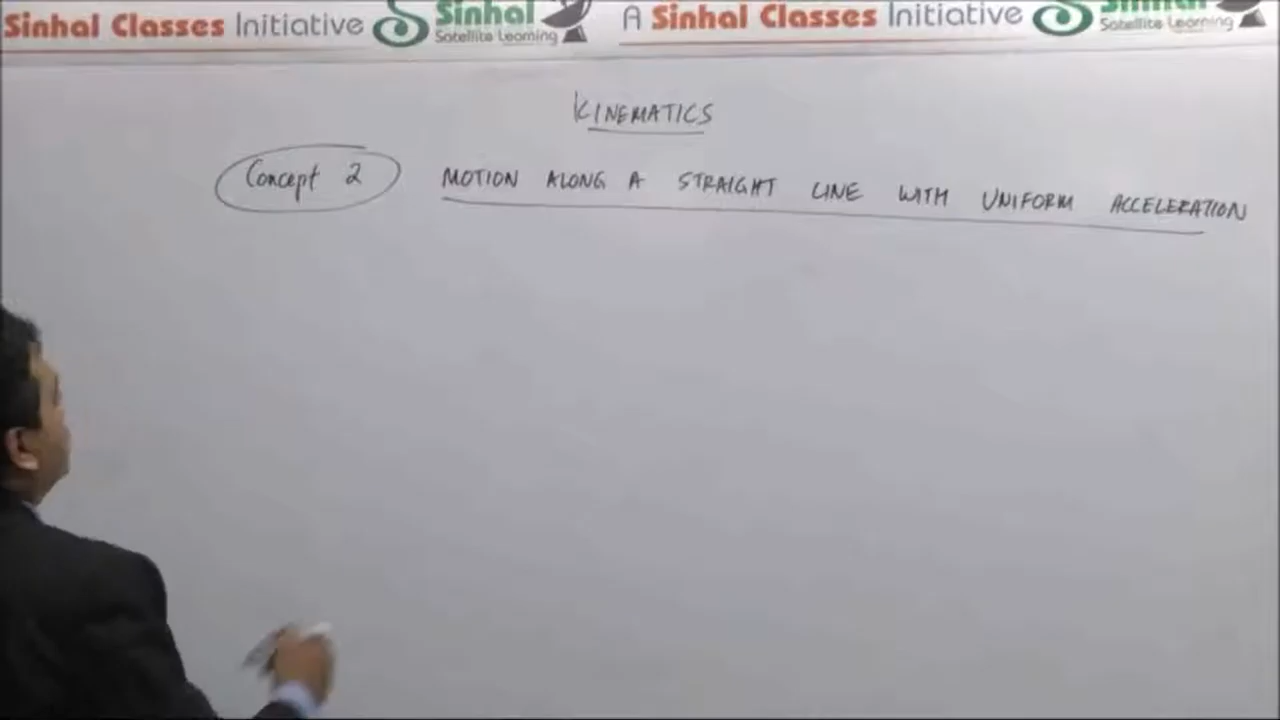 Sinhal Classes Initiative Sinhal Satellite Learning A Sinhal Classes Initiative Sinhal Satellite Learning
KINEMATICS
Concept 2 MOTION ALONG A STRAIGHT LINE WITH UNIFORM ACCELERATION